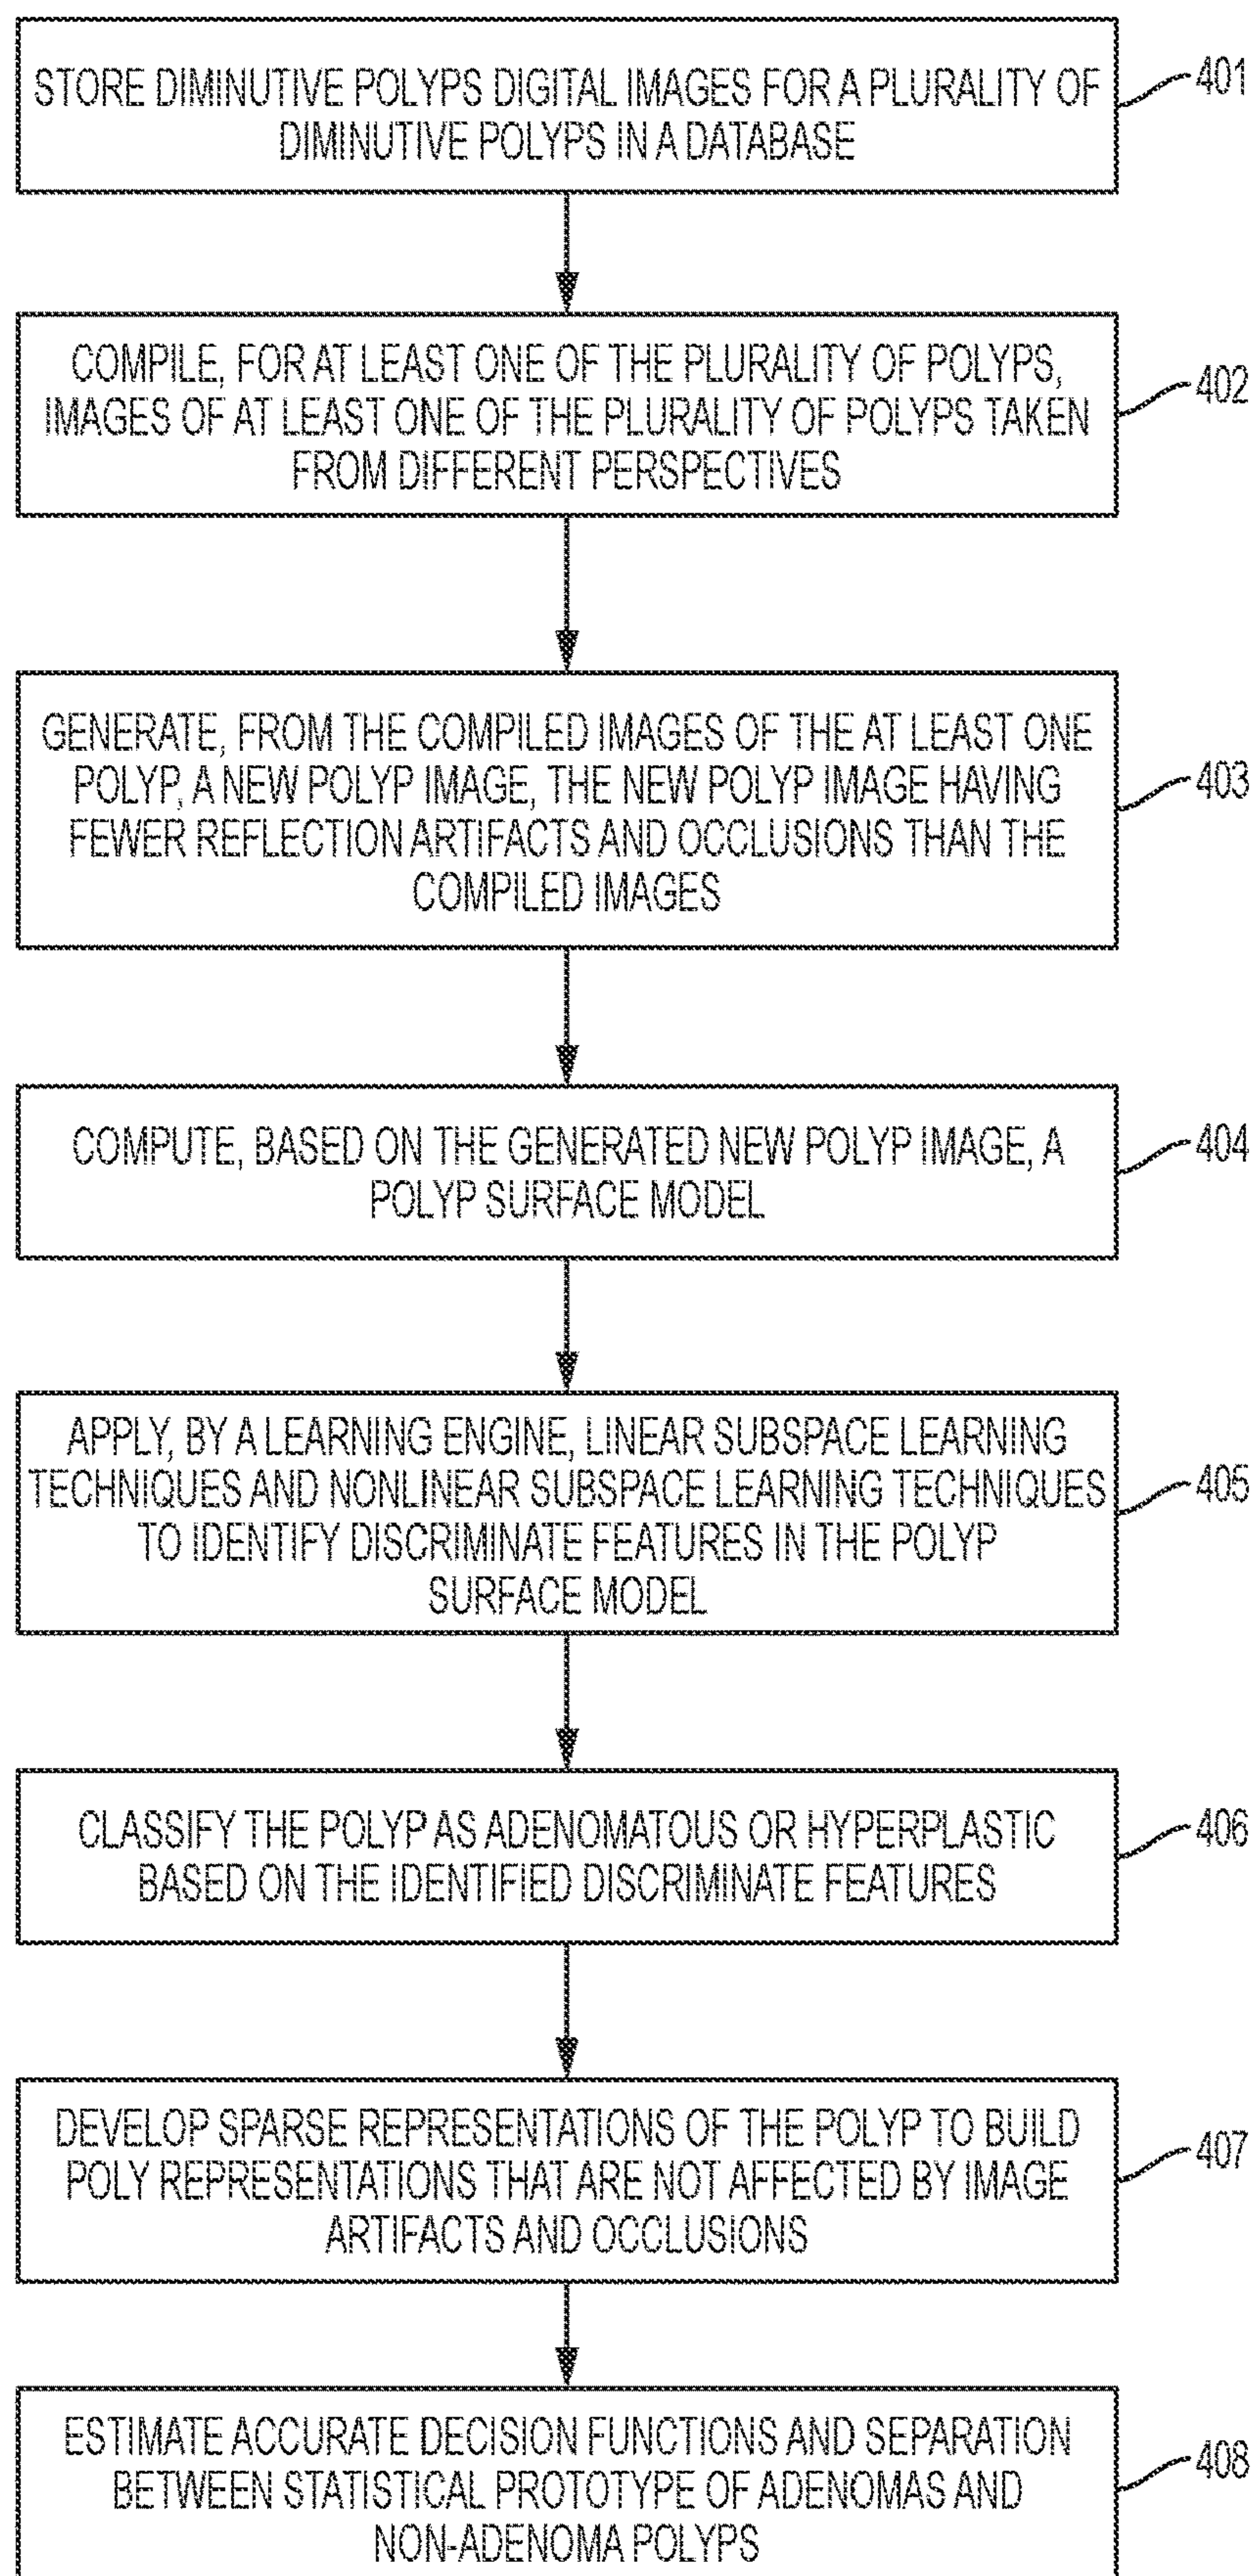 STORE DIMINUTIVE POLYPS DIGITAL IMAGES FOR A PLURALITY OF
DIMINUTIVE POLYPS IN A DATABASE
401
COMPILE, FOR AT LEAST ONE OF THE PLURALITY OF POLYPS,
IMAGES OF AT LEAST ONE OF THE PLURALITY OF POLYPS TAKEN
FROM DIFFERENT PERSPECTIVES
402
GENERATE, FROM THE COMPILED IMAGES OF THE AT LEAST ONE
POLYP, A NEW POLYP IMAGE, THE NEW POLYP IMAGE HAVING
FEWER REFLECTION ARTIFACTS AND OCCLUSIONS THAN THE
COMPILED IMAGES
403
COMPUTE, BASED ON THE GENERATED NEW POLYP IMAGE, A
POLYP SURFACE MODEL
404
APPLY, BY A LEARNING ENGINE, LINEAR SUBSPACE LEARNING
TECHNIQUES AND NONLINEAR SUBSPACE LEARNING TECHNIQUES
TO IDENTIFY DISCRIMINATE FEATURES IN THE POLYP
SURFACE MODEL
405
CLASSIFY THE POLYP AS ADENOMATOUS OR HYPERPLASTIC
BASED ON THE IDENTIFIED DISCRIMINATE FEATURES
406
DEVELOP SPARSE REPRESENTATIONS OF THE POLYP TO BUILD
POLY REPRESENTATIONS THAT ARE NOT AFFECTED BY IMAGE
ARTIFACTS AND OCCLUSIONS
407
ESTIMATE ACCURATE DECISION FUNCTIONS AND SEPARATION
BETWEEN STATISTICAL PROTOTYPE OF ADENOMAS AND
NON-ADENOMA POLYPS
408